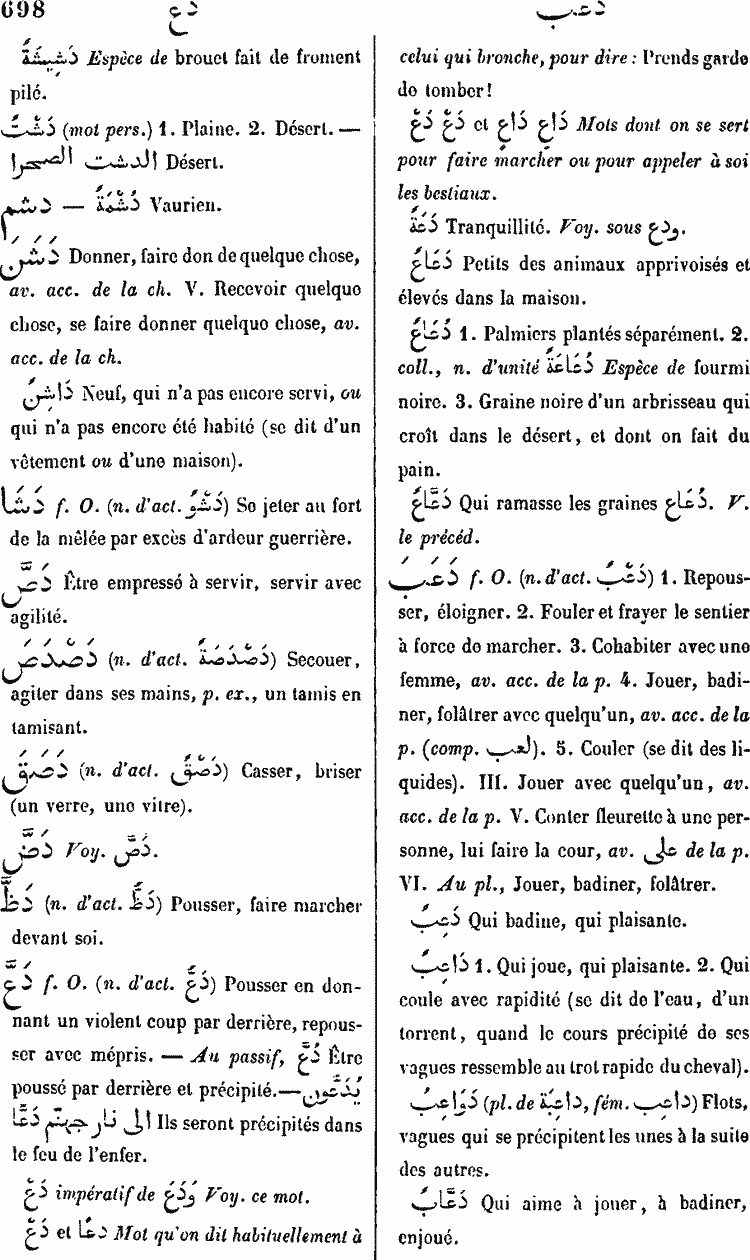 698 دع دعب
دَشِيشَةٌ Espèce de brouet fait de froment
pilé.
دَشْتٌ (mot pers.) 1. Plaine. 2. Désert. —
الدشت الصحرا Désert.
دشم — دُشْمَةٌ Vaurien.
دَشَنَ Donner, faire don de quelque chose,
av. acc. de la ch. V. Recevoir quelque
chose, se faire donner quelque chose, av.
acc. de la ch.
دَاشِنٌ Neuf, qui n'a pas encore servi, ou
qui n'a pas encore été habité (se dit d'un
vêtement ou d'une maison).
دَشَا f. O. (n. d'act. دَشْوٌ) Se jeter au fort
de la mêlée par excès d'ardeur guerrière.
دَصَّ Être empressé à servir, servir avec
agilité.
دَصْدَصَ (n. d'act. دَصْدَصَةٌ) Secouer,
agiter dans ses mains, p. ex., un tamis en
tamisant.
دَصَقَ (n. d'act. دَصْقٌ) Casser, briser
(un verre, une vitre).
دَضَّ Voy. دَصَّ.
دَظَّ (n. d'act. دَظٌّ) Pousser, faire marcher
devant soi.
دَعَّ f. O. (n. d'act. دَعٌّ) Pousser en don-
nant un violent coup par derrière, repous-
ser avec mépris. — Au passif, دُعَّ Être
poussé par derrière et précipité.— يُدَعُّون
الى نار جهنم دَعًّا Ils seront précipités dans
le feu de l'enfer.
دَعْ impératif de وَدَعَ Voy. ce mot.
دَعْ et دعًا Mot qu'on dit habituellement à
celui qui bronche, pour dire : Prends garde
de tomber!
دَعْ دَعْ et دَاعِ دَاعِ Mots dont on se sert
pour faire marcher ou pour appeler à soi
les bestiaux.
دَعَةٌ Tranquillité. Voy. sous ودع.
دَعَاعٌ Petits des animaux apprivoisés et
élevés dans la maison.
دُعَاعٌ 1. Palmiers plantés séparément. 2.
coll., n. d'unité دُعَاعَةٌ Espèce de fourmi
noire. 3. Graine noire d'un arbrisseau qui
croît dans le désert, et dont on fait du
pain.
دَعَّاعٌ Qui ramasse les graines دُعَاع. V.
le précéd.
دَعَبَ f. O. (n. d'act. دَعْبٌ) 1. Repous-
ser, éloigner. 2. Fouler et frayer le sentier
à force de marcher. 3. Cohabiter avec une
femme, av. acc. de la p. 4. Jouer, badi-
ner, folâtrer avec quelqu'un, av. acc. de la
p. (comp. لعب). 5. Couler (se dit des li-
quides). III. Jouer avec quelqu'un, av.
acc. de la p. V. Conter fleurette à une per-
sonne, lui faire la cour, av. على de la p.
VI. Au pl., Jouer, badiner, folâtrer.
دَعِبٌ Qui badine, qui plaisante.
دَاعِبٌ 1. Qui joue, qui plaisante. 2. Qui
coule avec rapidité (se dit de l'eau, d'un
torrent, quand le cours précipité de ses
vagues ressemble au trot rapide du cheval).
دَوَاعِبُ (pl. de دَاعِبَة, fém. داعب) Flots,
vagues qui se précipitent les unes à la suite
des autres.
دَعَّابٌ Qui aime à jouer, à badiner,
enjoué.